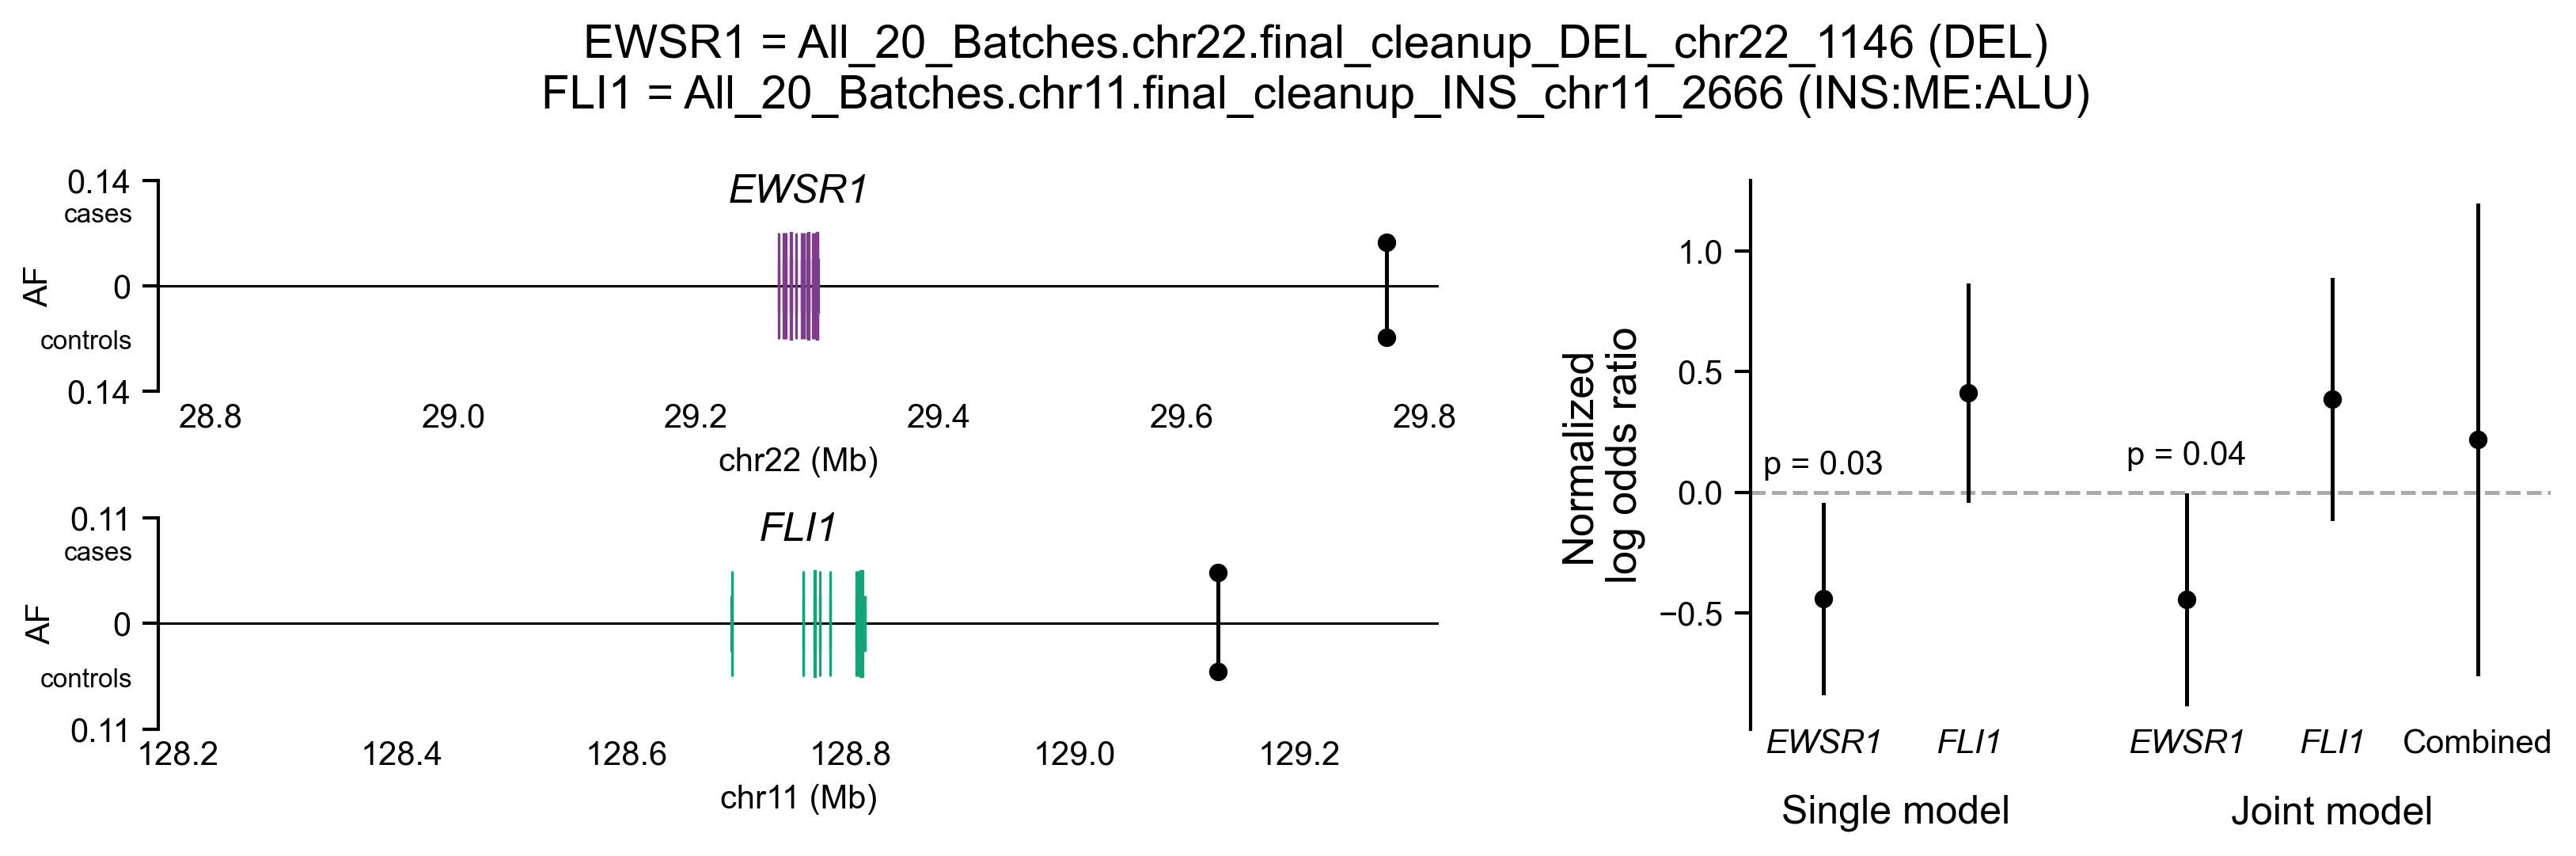 EWSR1 = All_20_Batches.chr22.final_cleanup_DEL_chr22_1146 (DEL)
FLI1 = All_20_Batches.chr11.final_cleanup_INS_chr11_2666 (INS:ME:ALU)
EWSR1
0.14
cases
0
controls
0.14
AF
28.8 29.0 29.2 29.4 29.6 29.8
chr22 (Mb)
FLI1
0.11
cases
0
controls
0.11
AF
128.2 128.4 128.6 128.8 129.0 129.2
chr11 (Mb)
Normalized
log odds ratio
1.0
0.5
0.0
−0.5
p = 0.03
p = 0.04
EWSR1 FLI1 EWSR1 FLI1 Combined
Single model Joint model